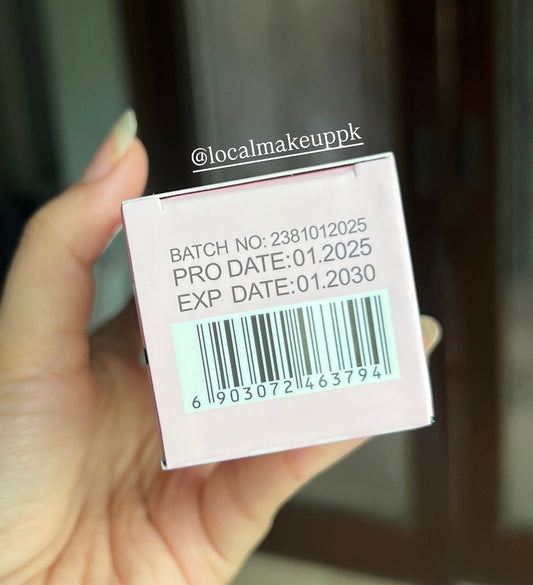 @localmakeuppk
BATCH NO: 2381012025
PRO DATE:01.2025
EXP DATE:01.2030
6 903072 463794